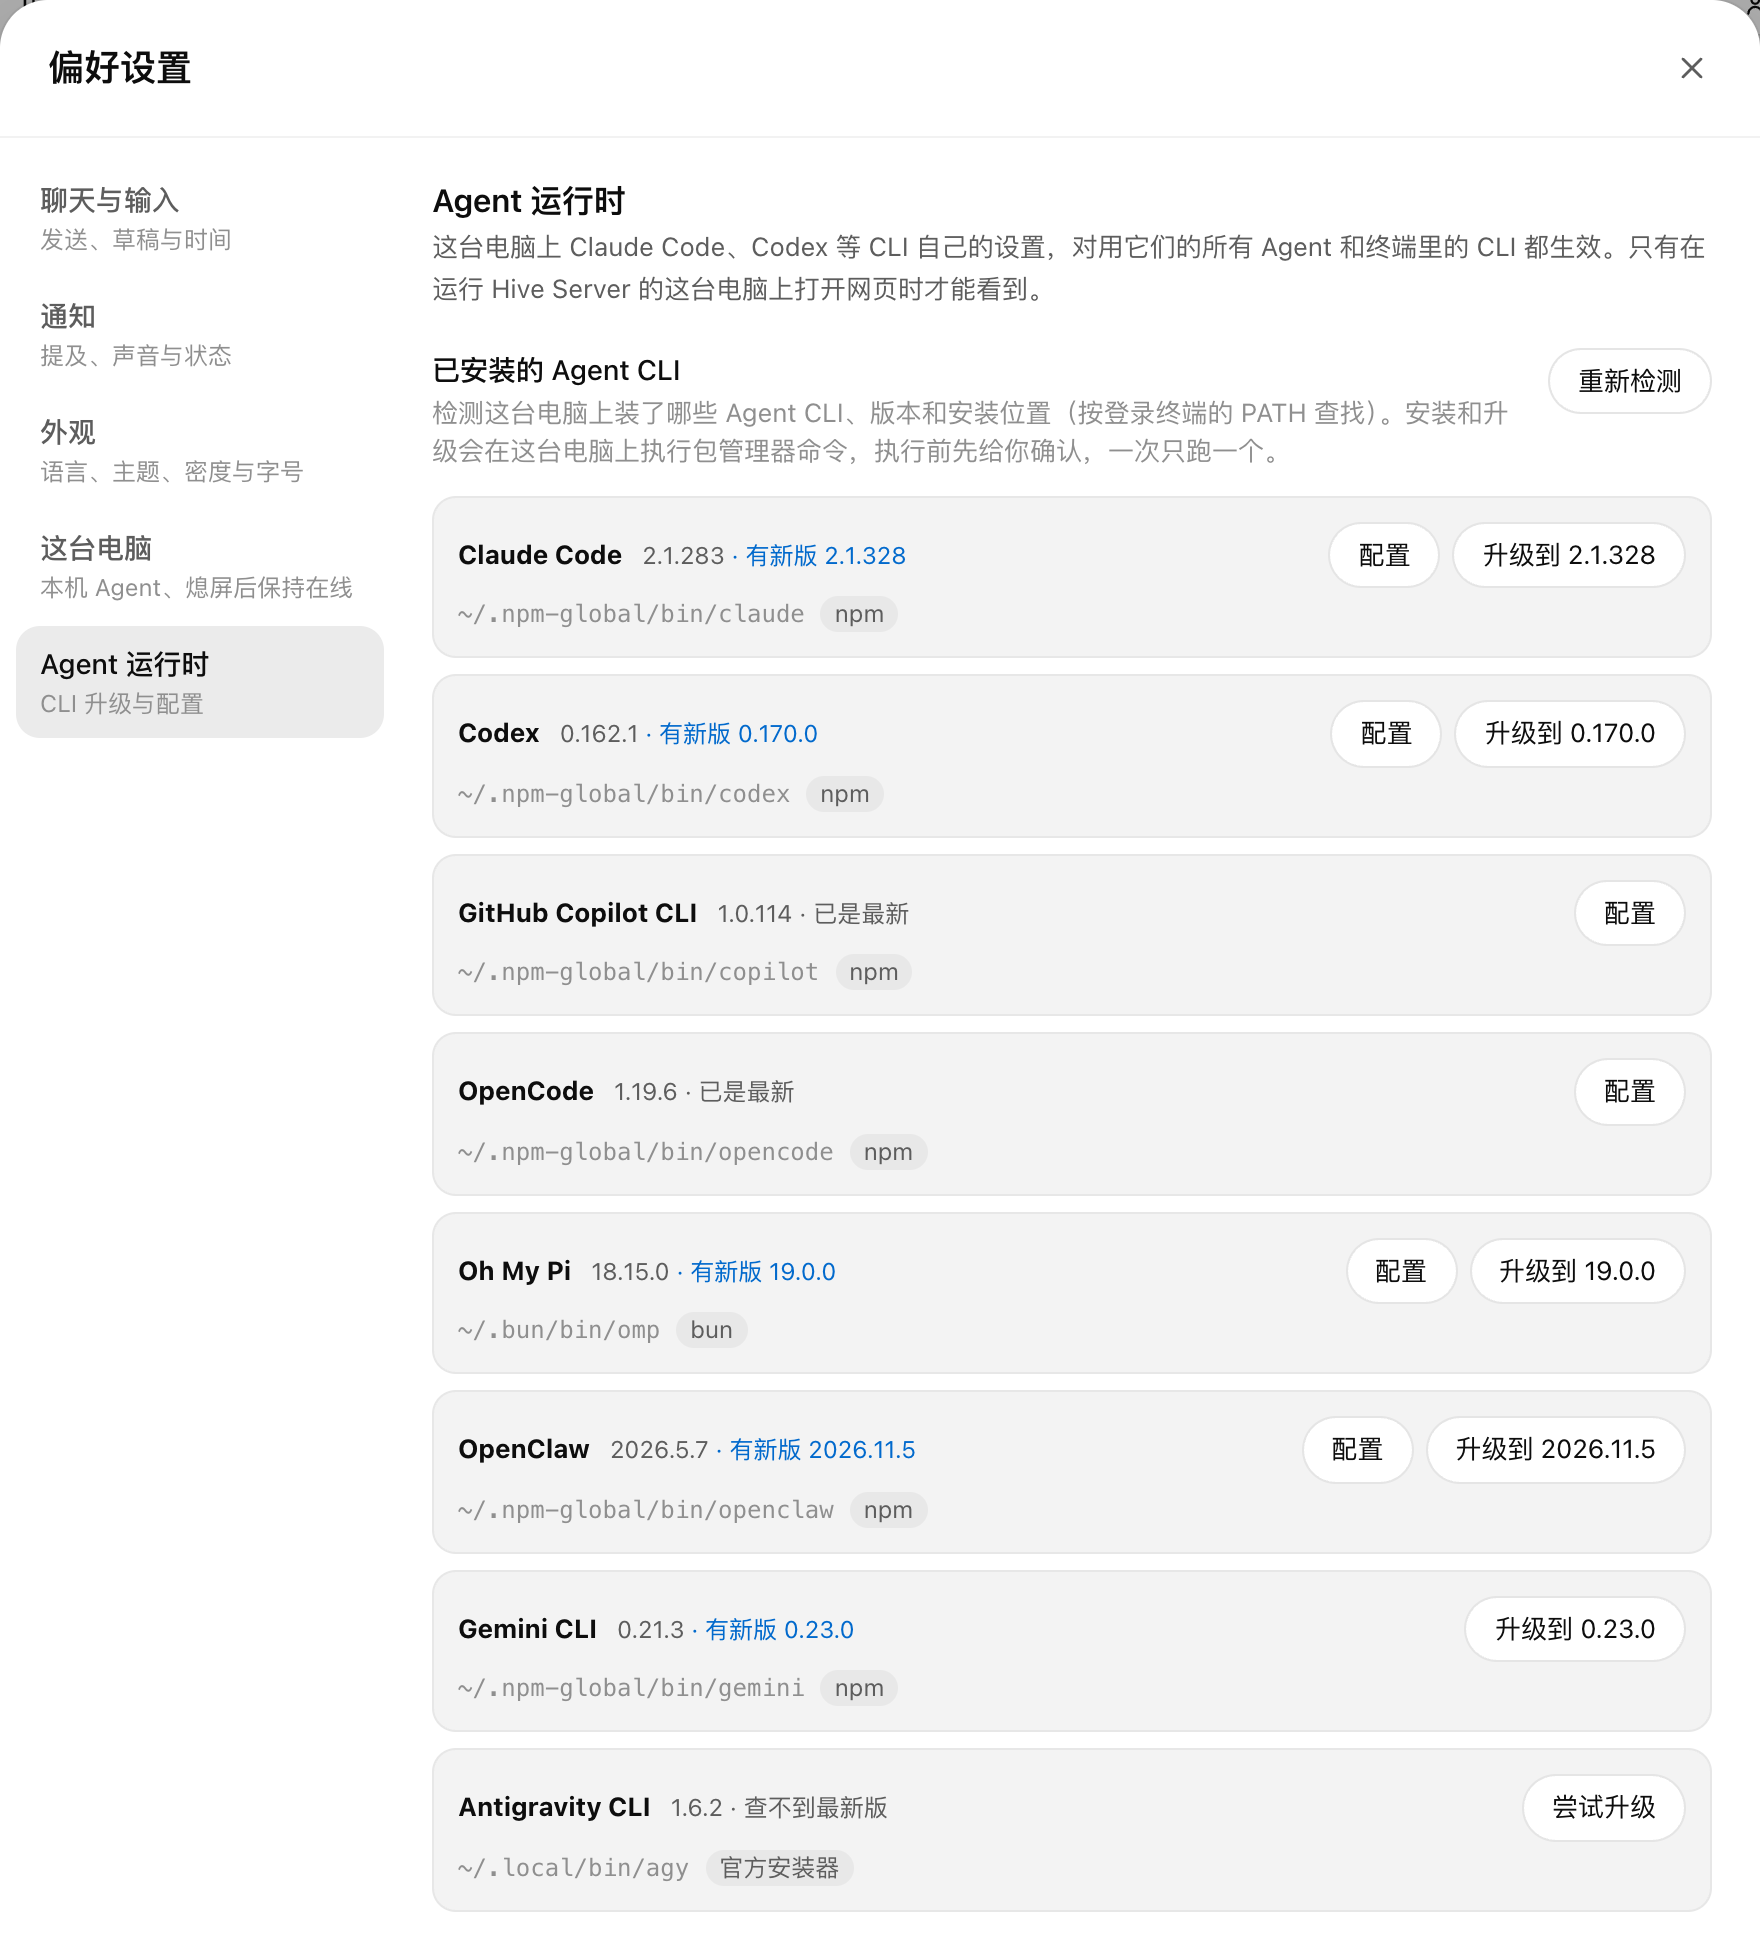 偏好设置
聊天与输入
发送、草稿与时间
通知
提及、声音与状态
外观
语言、主题、密度与字号
这台电脑
本机 Agent、熄屏后保持在线
Agent 运行时
CLI 升级与配置
Agent 运行时
这台电脑上 Claude Code、Codex 等 CLI 自己的设置，对用它们的所有 Agent 和终端里的 CLI 都生效。只有在
运行 Hive Server 的这台电脑上打开网页时才能看到。
已安装的 Agent CLI
重新检测
检测这台电脑上装了哪些 Agent CLI、版本和安装位置（按登录终端的 PATH 查找）。安装和升
级会在这台电脑上执行包管理器命令，执行前先给你确认，一次只跑一个。
Claude Code 2.1.283 · 有新版 2.1.328 配置 升级到 2.1.328
~/.npm-global/bin/claude npm
Codex 0.162.1 · 有新版 0.170.0 配置 升级到 0.170.0
~/.npm-global/bin/codex npm
GitHub Copilot CLI 1.0.114 · 已是最新 配置
~/.npm-global/bin/copilot npm
OpenCode 1.19.6 · 已是最新 配置
~/.npm-global/bin/opencode npm
Oh My Pi 18.15.0 · 有新版 19.0.0 配置 升级到 19.0.0
~/.bun/bin/omp bun
OpenClaw 2026.5.7 · 有新版 2026.11.5 配置 升级到 2026.11.5
~/.npm-global/bin/openclaw npm
Gemini CLI 0.21.3 · 有新版 0.23.0 升级到 0.23.0
~/.npm-global/bin/gemini npm
Antigravity CLI 1.6.2 · 查不到最新版 尝试升级
~/.local/bin/agy 官方安装器